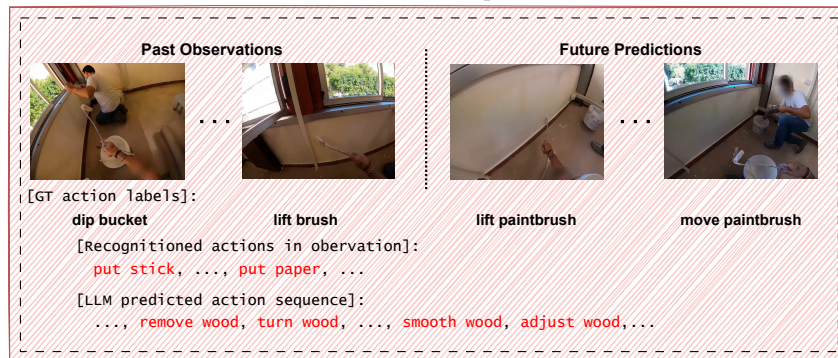 Past Observations
Future Predictions
...
...
[GT action labels]:
dip bucket
lift brush
lift paintbrush
move paintbrush
[Recognitioned actions in obervation]:
put stick, ..., put paper, ...
[LLM predicted action sequence]:
..., remove wood, turn wood, ..., smooth wood, adjust wood,...